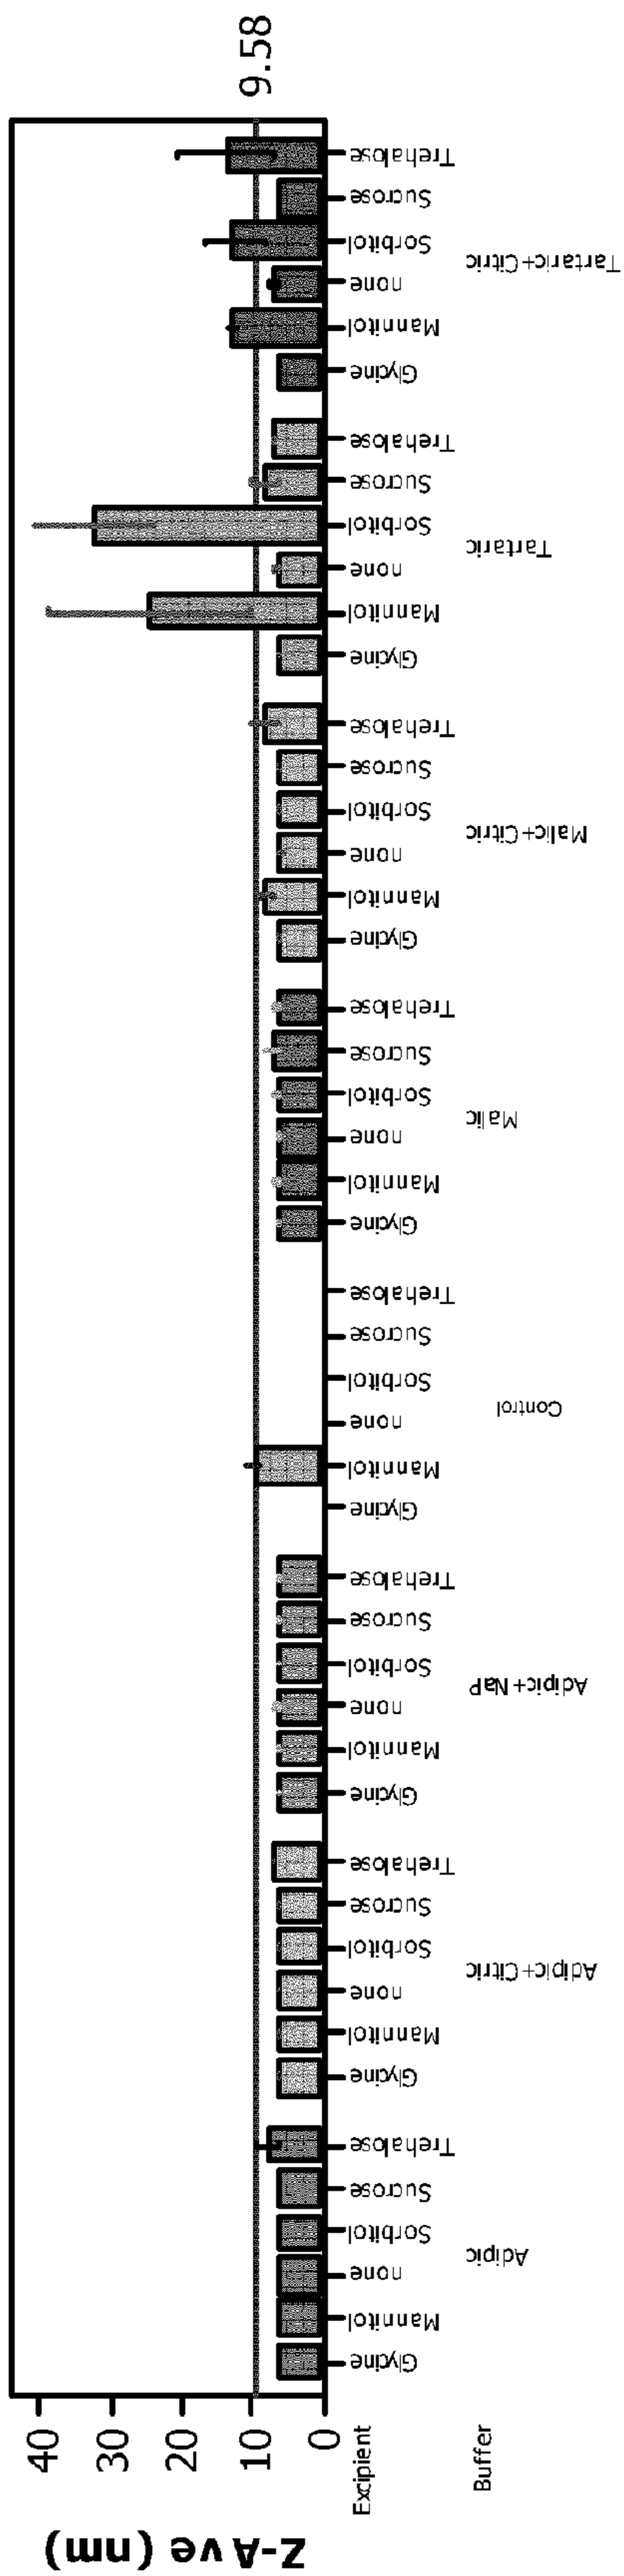 Z-Ave (nm)
40
30
20
10
0
9.58
Excipient
Glycine
Mannitol
none
Sorbitol
Sucrose
Trehalose
Glycine
Mannitol
none
Sorbitol
Sucrose
Trehalose
Glycine
Mannitol
none
Sorbitol
Sucrose
Trehalose
Glycine
Mannitol
none
Sorbitol
Sucrose
Trehalose
Glycine
Mannitol
none
Sorbitol
Sucrose
Trehalose
Glycine
Mannitol
none
Sorbitol
Sucrose
Trehalose
Glycine
Mannitol
none
Sorbitol
Sucrose
Trehalose
Glycine
Mannitol
none
Sorbitol
Sucrose
Trehalose
Buffer
Adipic
Adipic+Citric
Adipic+NaP
Control
Malic
Malic+Citric
Tartaric
Tartaric+Citric